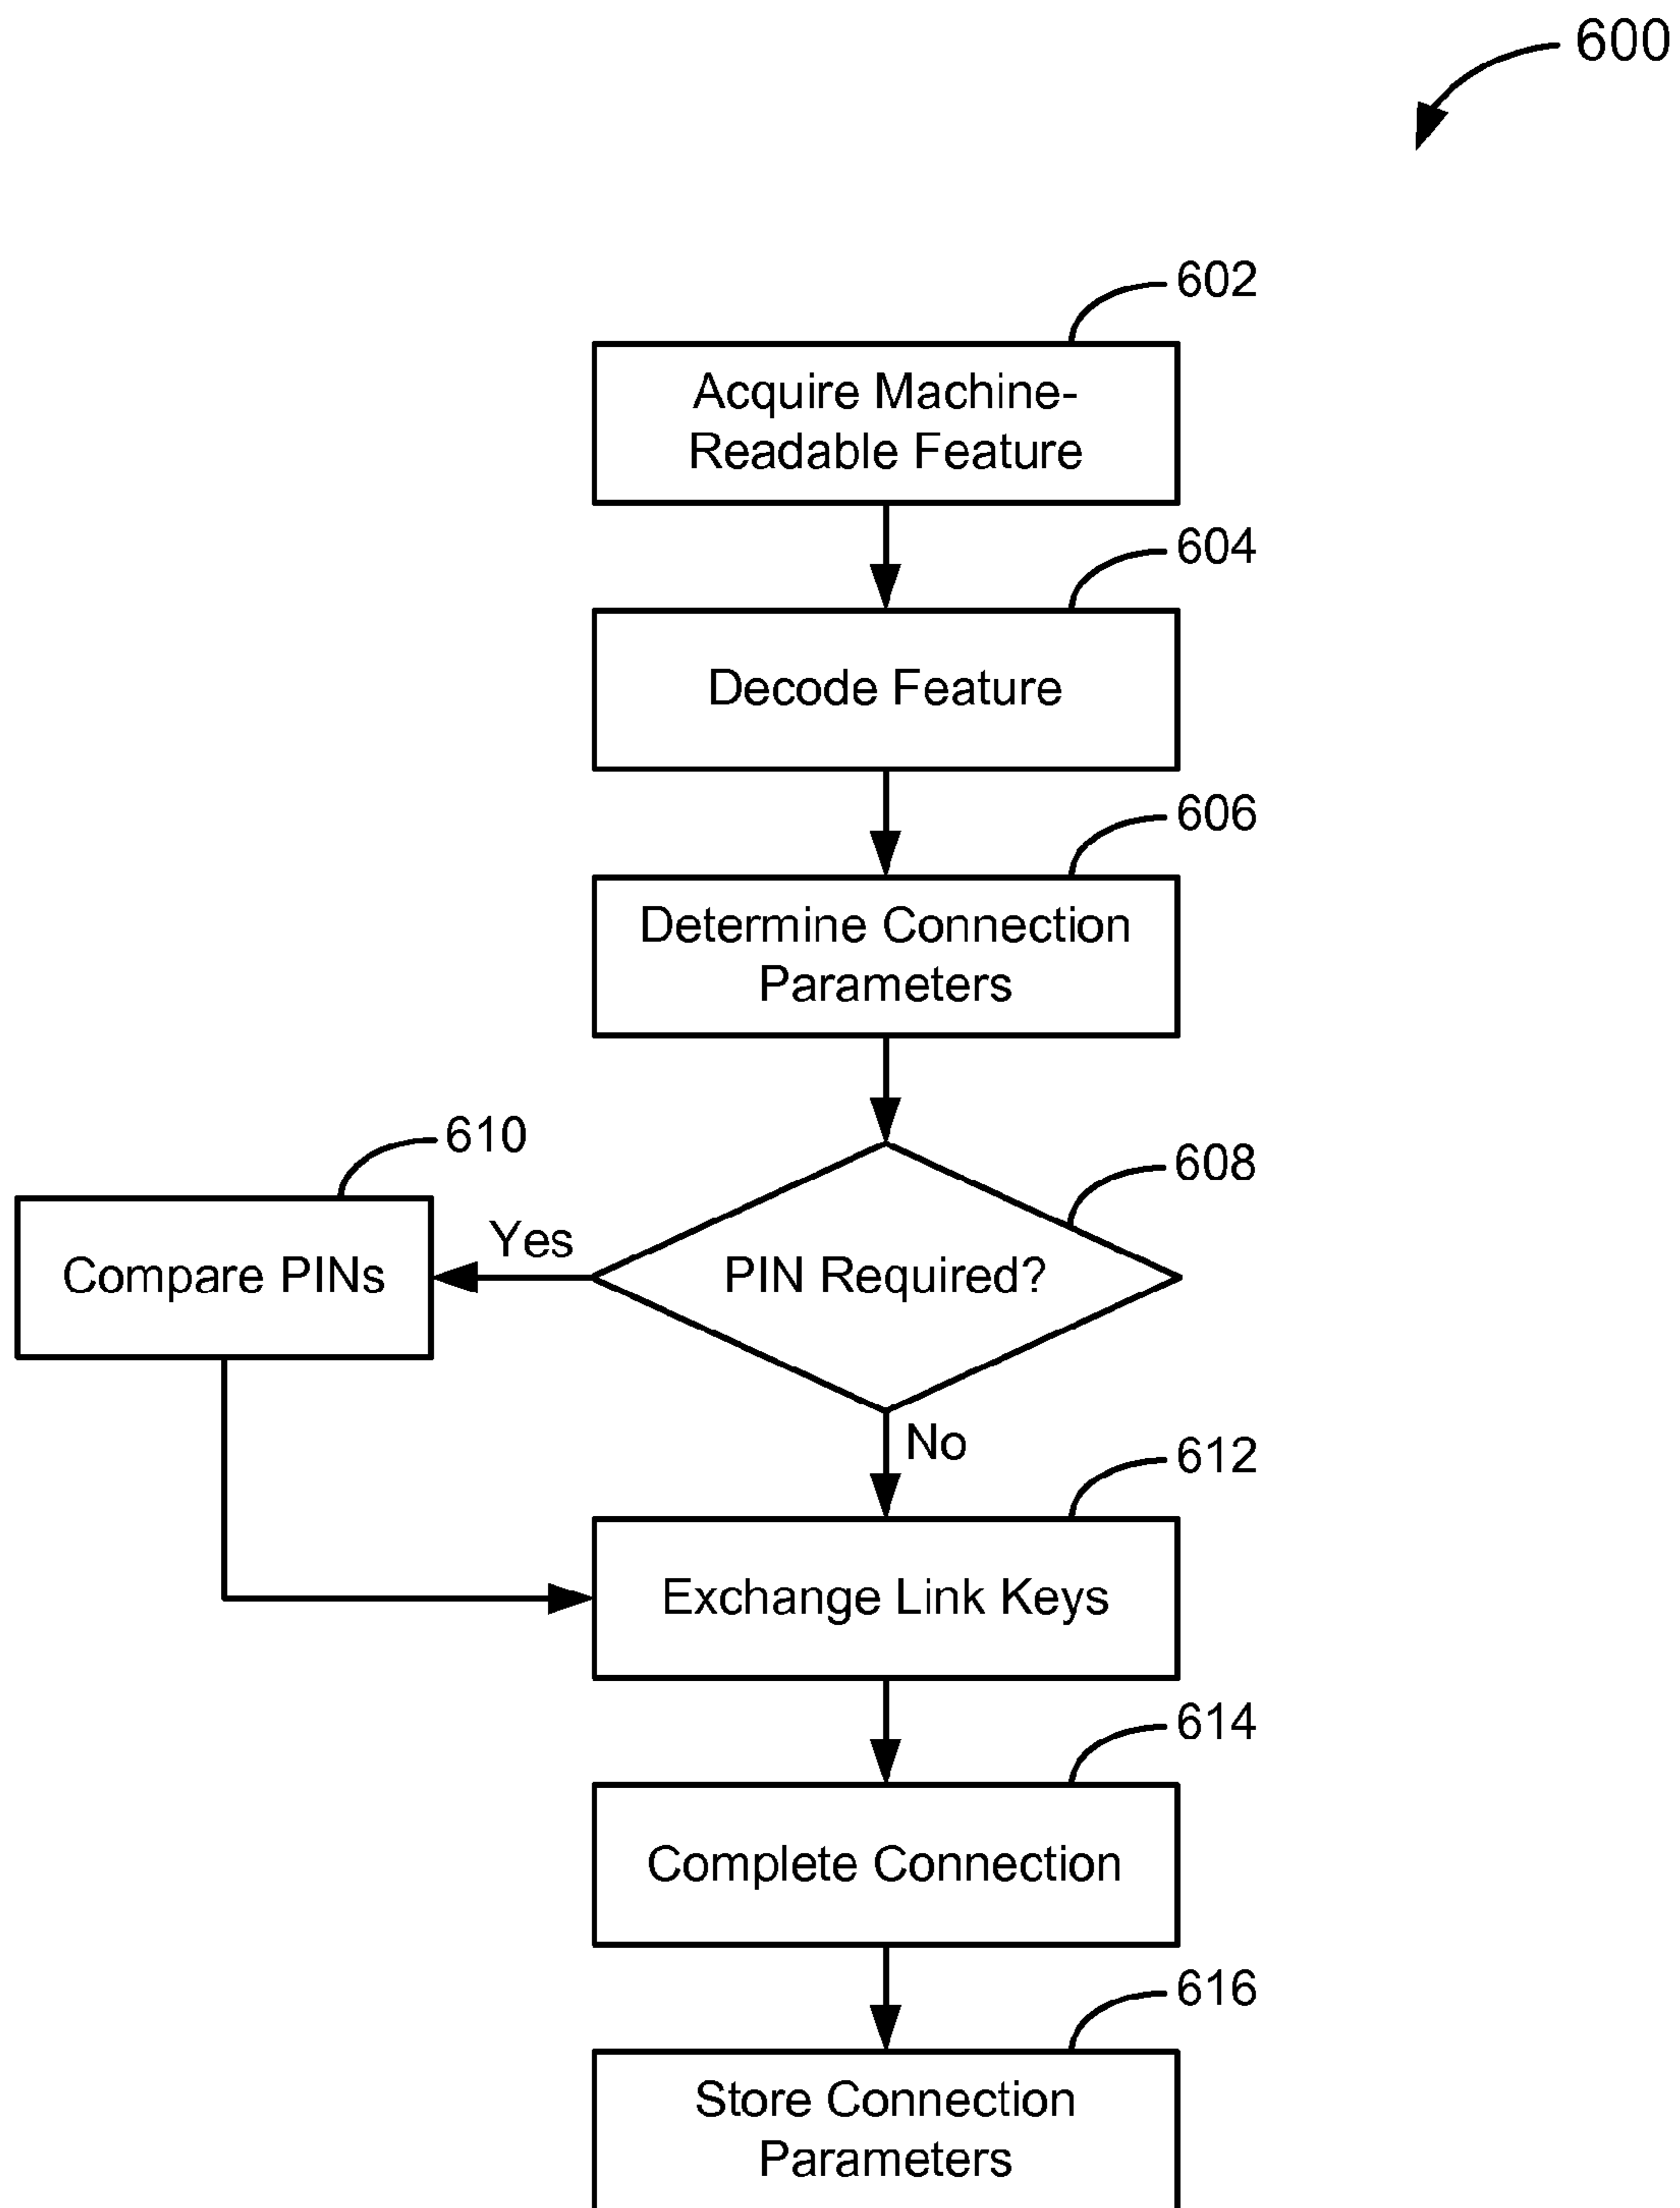 600
602
Acquire Machine-
Readable Feature
604
Decode Feature
606
Determine Connection
Parameters
610
608
Yes
Compare PINs
PIN Required?
No
612
Exchange Link Keys
614
Complete Connection
616
Store Connection
Parameters